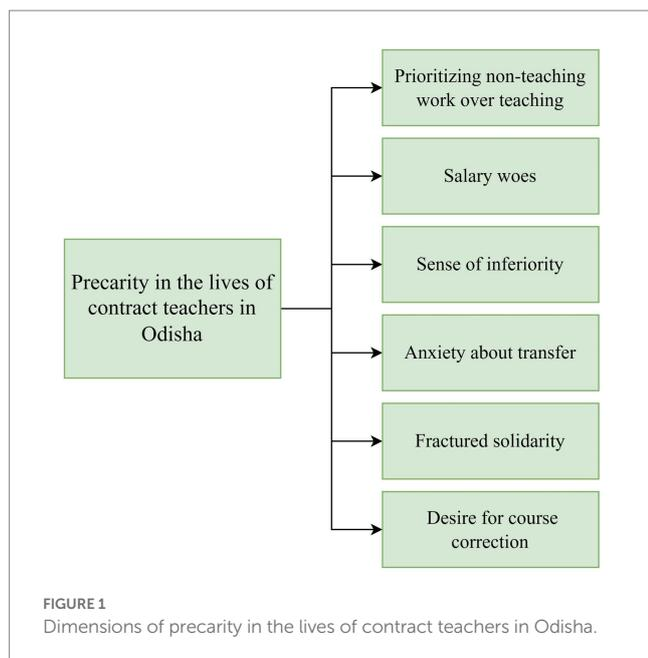 Prioritizing non-teaching
work over teaching
Salary woes
Sense of inferiority
Precarity in the lives of
contract teachers in
Odisha
Anxiety about transfer
Fractured solidarity
Desire for course
correction
FIGURE 1
Dimensions of precarity in the lives of contract teachers in Odisha.